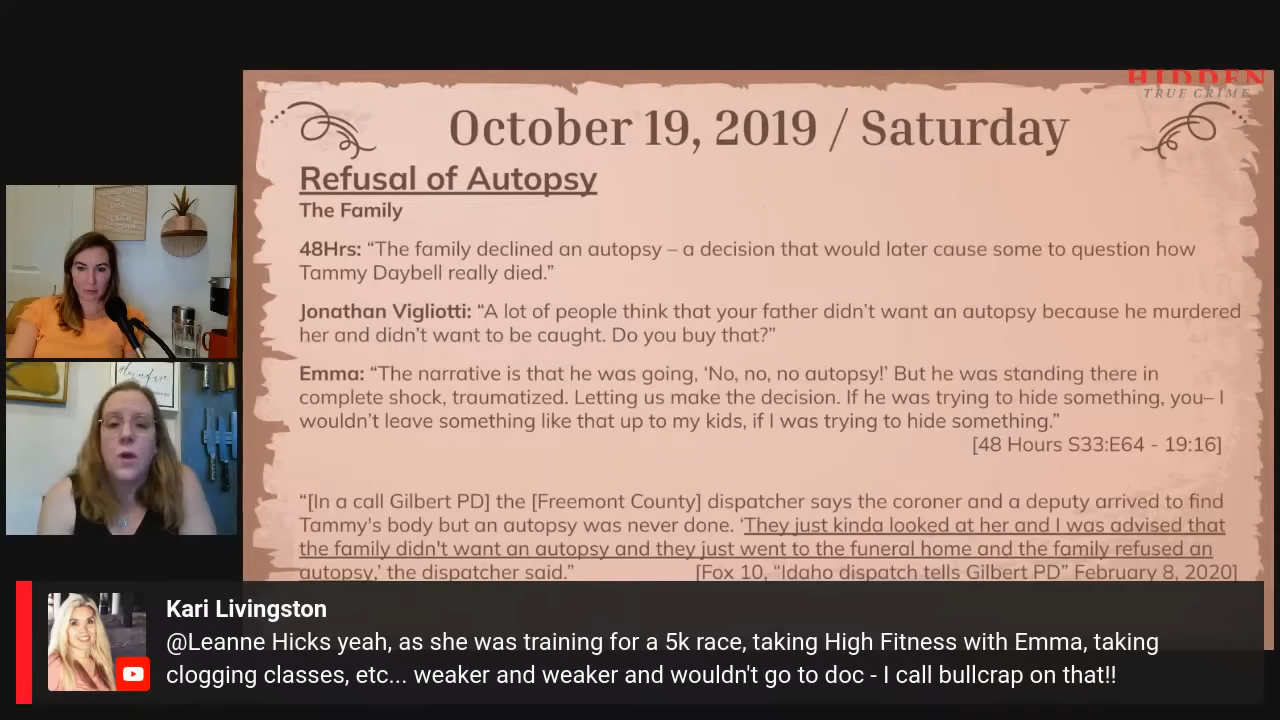 HIDDEN
TRUE CRIME
October 19, 2019 / Saturday
Refusal of Autopsy
The Family
48Hrs: “The family declined an autopsy – a decision that would later cause some to question how
Tammy Daybell really died.”
Jonathan Vigliotti: “A lot of people think that your father didn’t want an autopsy because he murdered
her and didn’t want to be caught. Do you buy that?”
Emma: “The narrative is that he was going, ‘No, no, no autopsy!’ But he was standing there in
complete shock, traumatized. Letting us make the decision. If he was trying to hide something, you– I
wouldn’t leave something like that up to my kids, if I was trying to hide something.”
[48 Hours S33:E64 - 19:16]
“[In a call Gilbert PD] the [Freemont County] dispatcher says the coroner and a deputy arrived to find
Tammy's body but an autopsy was never done. ‘They just kinda looked at her and I was advised that
the family didn't want an autopsy and they just went to the funeral home and the family refused an
autopsy,’ the dispatcher said.” [Fox 10, “Idaho dispatch tells Gilbert PD” February 8, 2020]
Kari Livingston
@Leanne Hicks yeah, as she was training for a 5k race, taking High Fitness with Emma, taking
clogging classes, etc... weaker and weaker and wouldn't go to doc - I call bullcrap on that!!